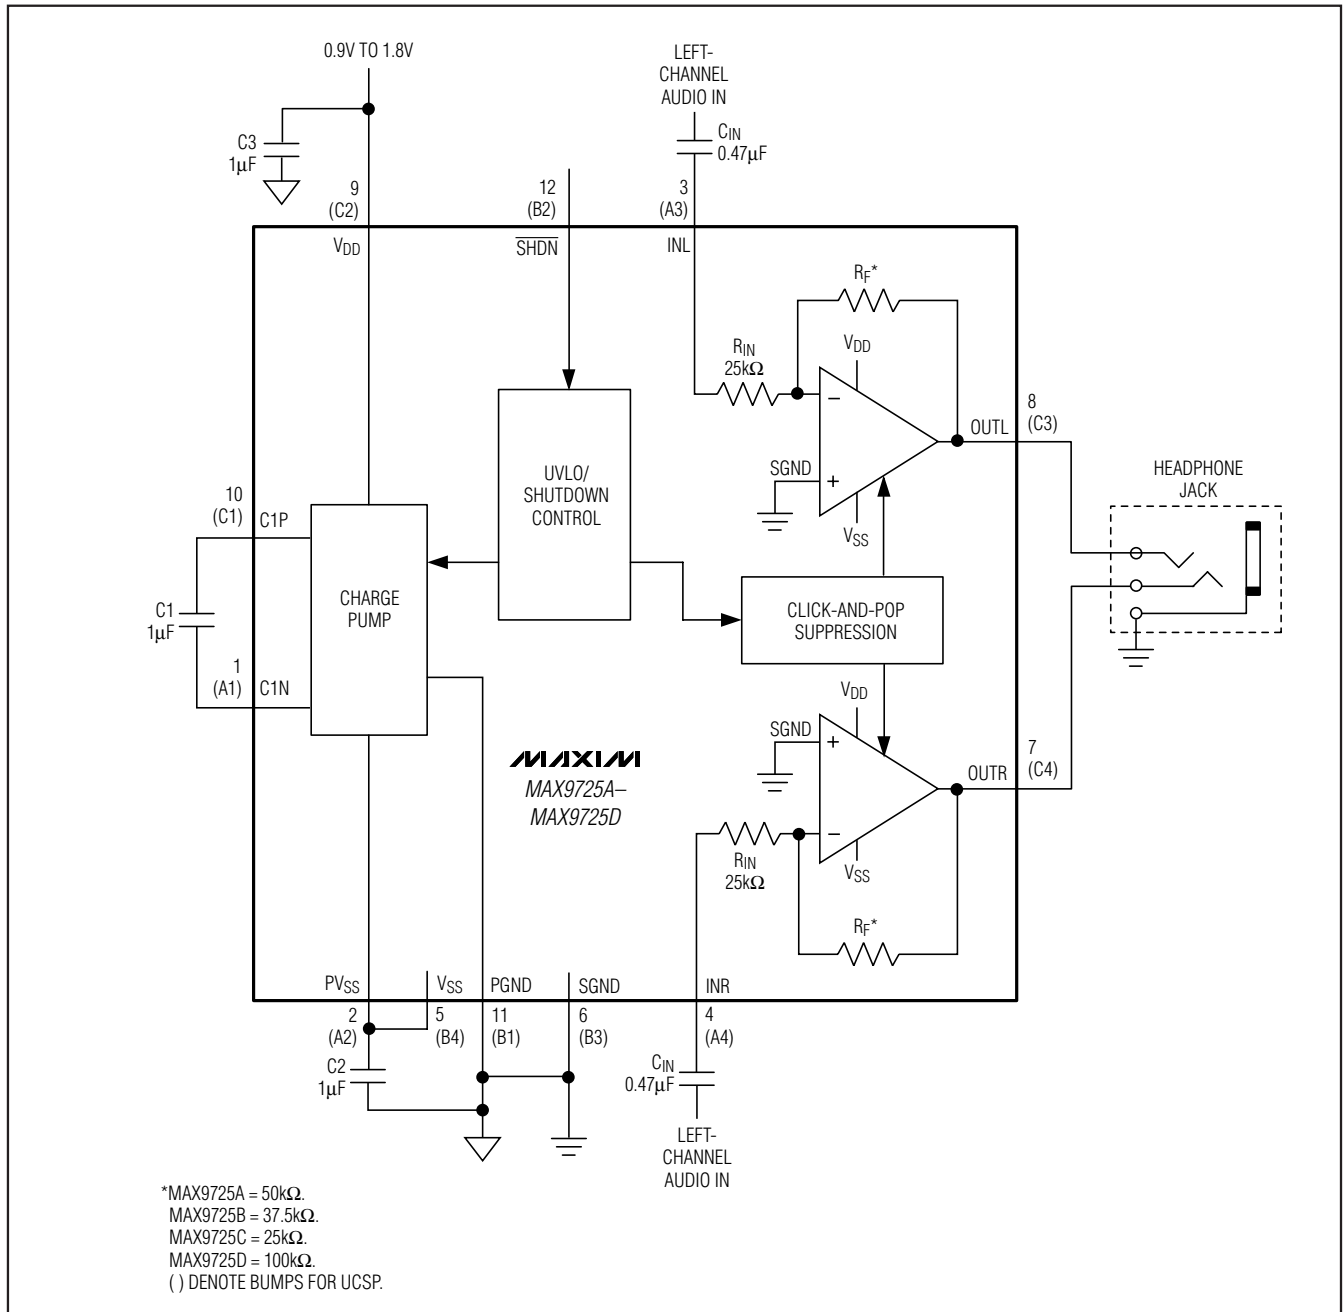 0.9V TO 1.8V
LEFT-
CHANNEL
AUDIO IN
C3
1µF
CIN
0.47µF
9
(C2)
12
(B2)
3
(A3)
VDD
SHDN
INL
RF*
VDD
RIN
25kΩ
–
8
(C3)
OUTL
SGND
+
VSS
HEADPHONE
JACK
UVLO/
SHUTDOWN
CONTROL
10
(C1)
C1P
CHARGE
PUMP
C1
1µF
CLICK-AND-POP
SUPPRESSION
1
(A1)
C1N
VDD
SGND
+
7
(C4)
OUTR
MAXIM
MAX9725A–
MAX9725D
–
RIN
25kΩ
VSS
RF*
PVSS
VSS
PGND
SGND
INR
2
(A2)
5
(B4)
11
(B1)
6
(B3)
4
(A4)
C2
1µF
CIN
0.47µF
LEFT-
CHANNEL
AUDIO IN
*MAX9725A = 50kΩ.
MAX9725B = 37.5kΩ.
MAX9725C = 25kΩ.
MAX9725D = 100kΩ.
( ) DENOTE BUMPS FOR UCSP.